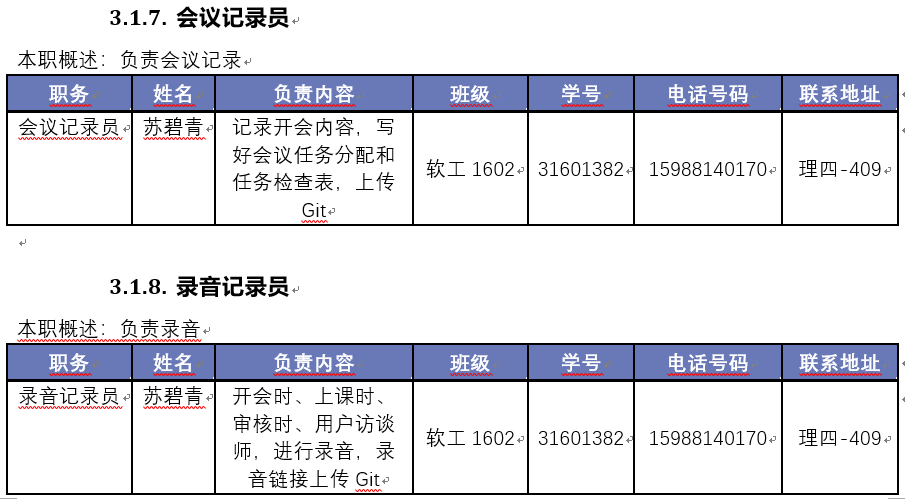 3.1.7. 会议记录员
本职概述：负责会议记录
职务 姓名 负责内容 班级 学号 电话号码 联系地址
会议记录员 苏碧青 记录开会内容，写
好会议任务分配和
任务检查表，上传
Git
软工 1602 31601382 15988140170 理四-409
3.1.8. 录音记录员
本职概述：负责录音
职务 姓名 负责内容 班级 学号 电话号码 联系地址
录音记录员 苏碧青 开会时、上课时、
审核时、用户访谈
师，进行录音，录
音链接上传 Git
软工 1602 31601382 15988140170 理四-409